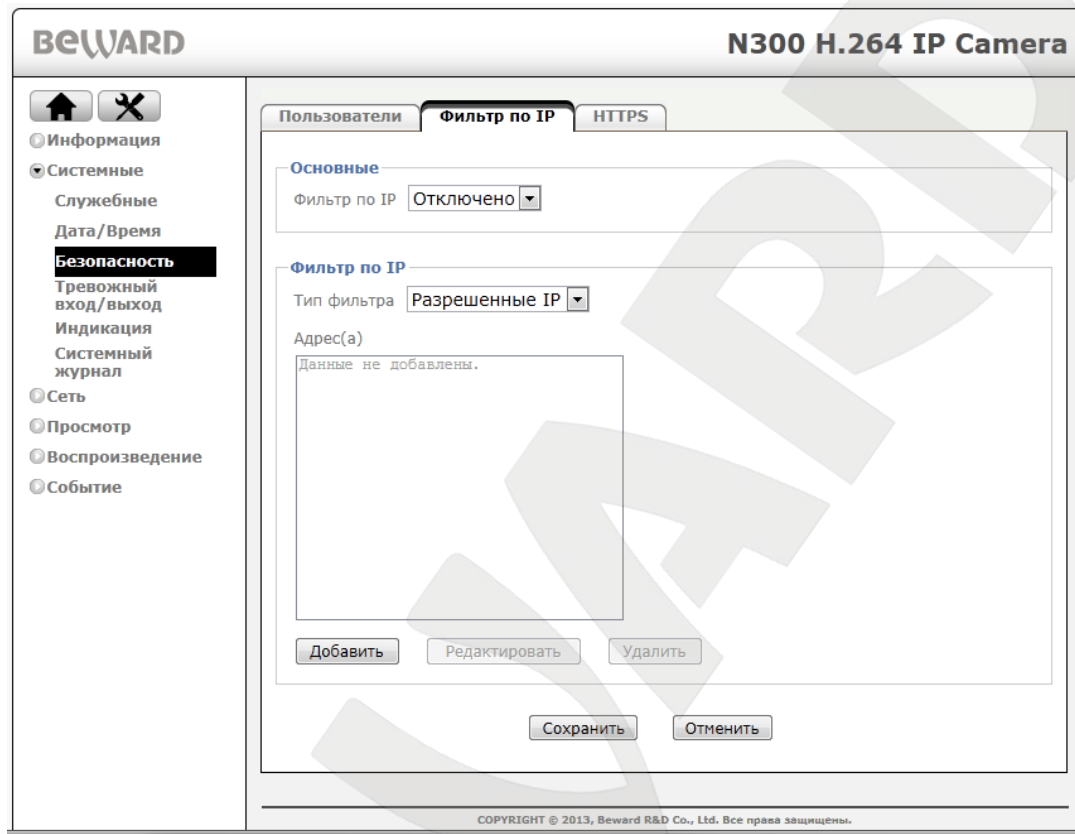 BEWARD
N300 H.264 IP Camera
Информация
Системные
Служебные
Дата/Время
Безопасность
Тревожный
вход/выход
Индикация
Системный
журнал
Сеть
Просмотр
Воспроизведение
Событие
Пользователи
Фильтр по IP
HTTPS
Основные
Фильтр по IP Отключено
Фильтр по IP
Тип фильтра Разрешенные IP
Адрес(а)
Данные не добавлены.
Добавить Редактировать Удалить
Сохранить Отменить
COPYRIGHT © 2013, Beward R&D Co., Ltd. Все права защищены.